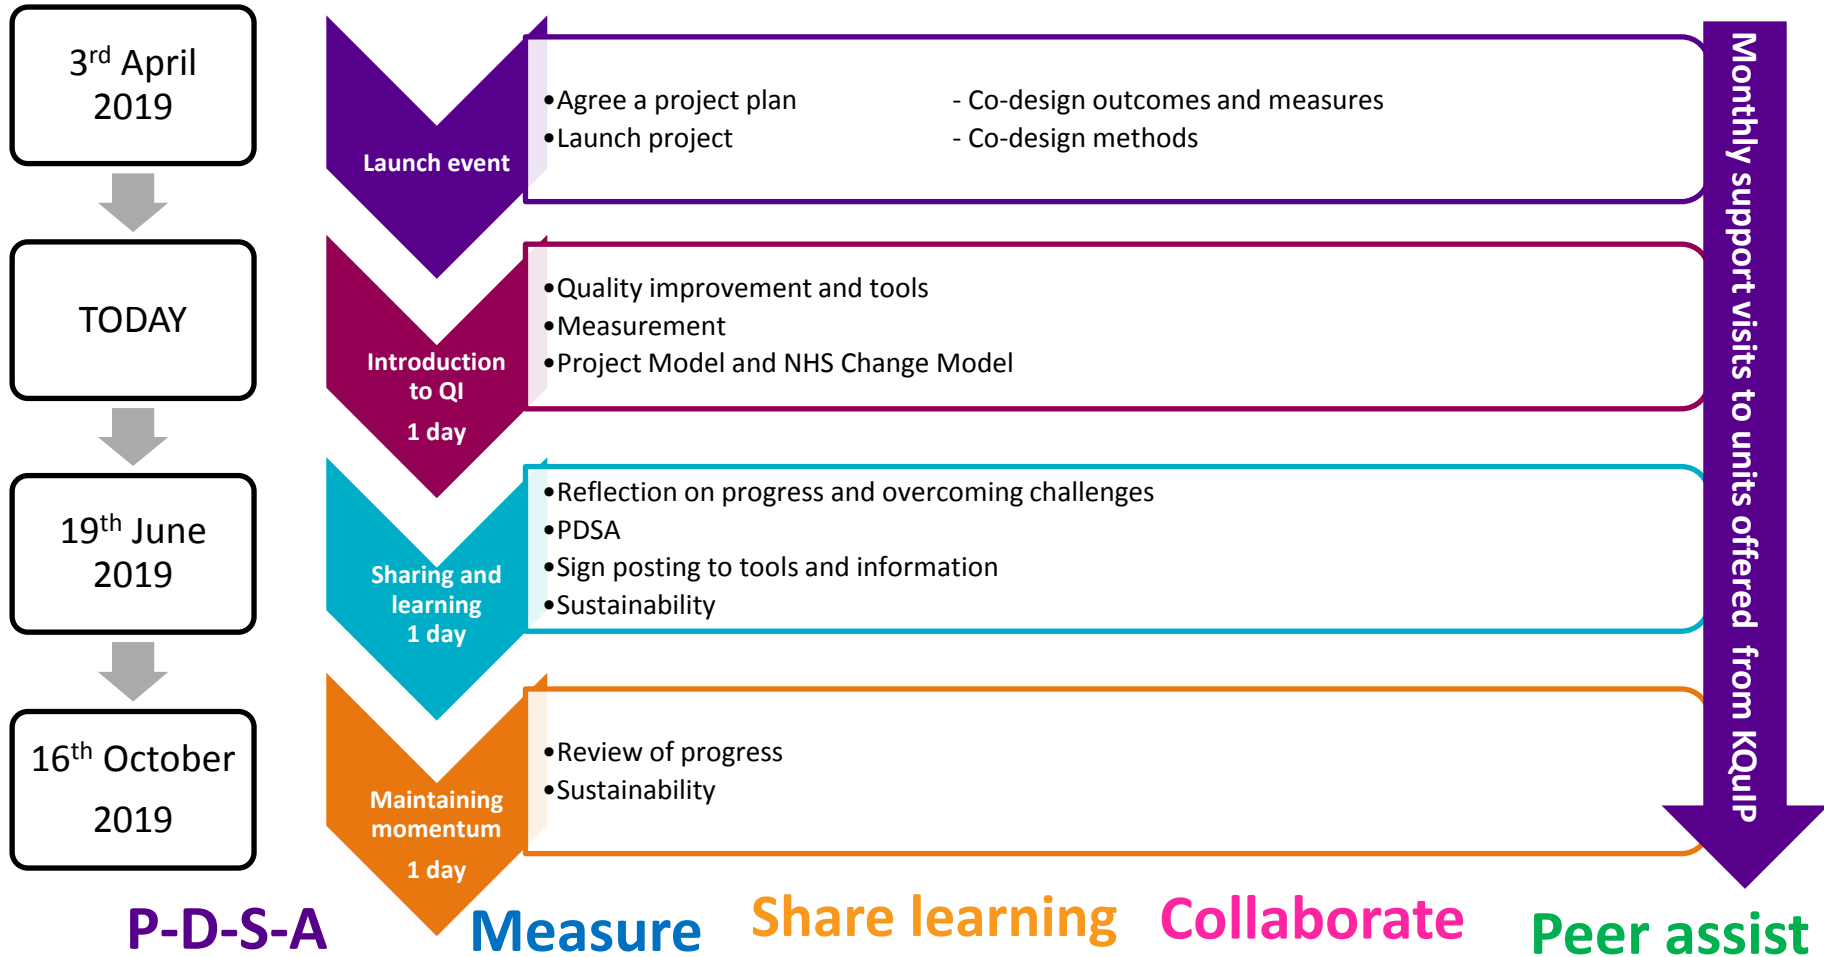 3rd April
2019
Launch event
•Agree a project plan - Co-design outcomes and measures
•Launch project - Co-design methods
TODAY
Introduction
to QI
1 day
•Quality improvement and tools
•Measurement
•Project Model and NHS Change Model
19th June
2019
Sharing and
learning
1 day
•Reflection on progress and overcoming challenges
•PDSA
•Sign posting to tools and information
•Sustainability
16th October
2019
Maintaining
momentum
1 day
•Review of progress
•Sustainability
Monthly support visits to units offered from KQuIP
P-D-S-A
Measure
Share learning
Collaborate
Peer assist